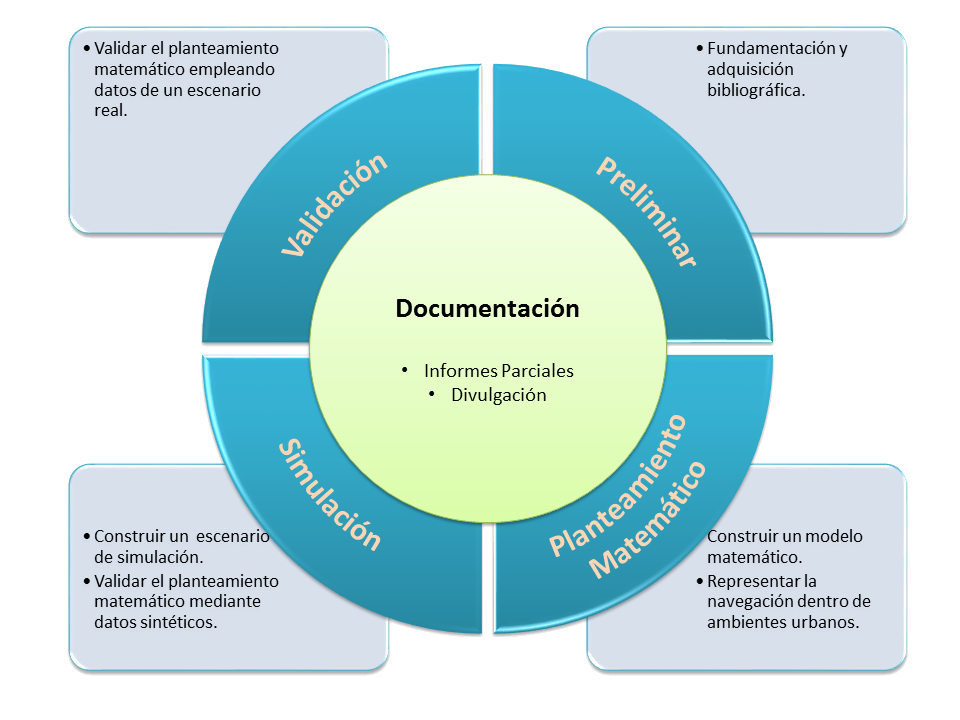 • Validar el planteamiento
matemático empleando
datos de un escenario
real.
• Fundamentación y
adquisición
bibliográfica.
Validación
Preliminar
Documentación
• Informes Parciales
• Divulgación
Simulación
Planteamiento
Matemático
• Construir un escenario
de simulación.
• Validar el planteamiento
matemático mediante
datos sintéticos.
Construir un modelo
matemático.
• Representar la
navegación dentro de
ambientes urbanos.